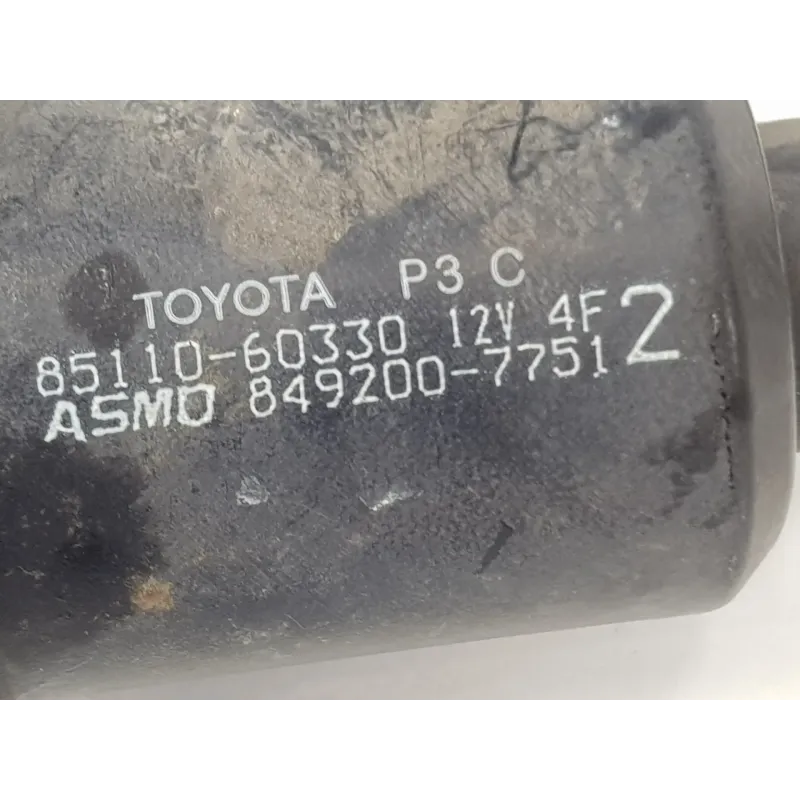 TOYOTA P3 C
85110-60330 12V 4F 2
ASMO 849200-7751